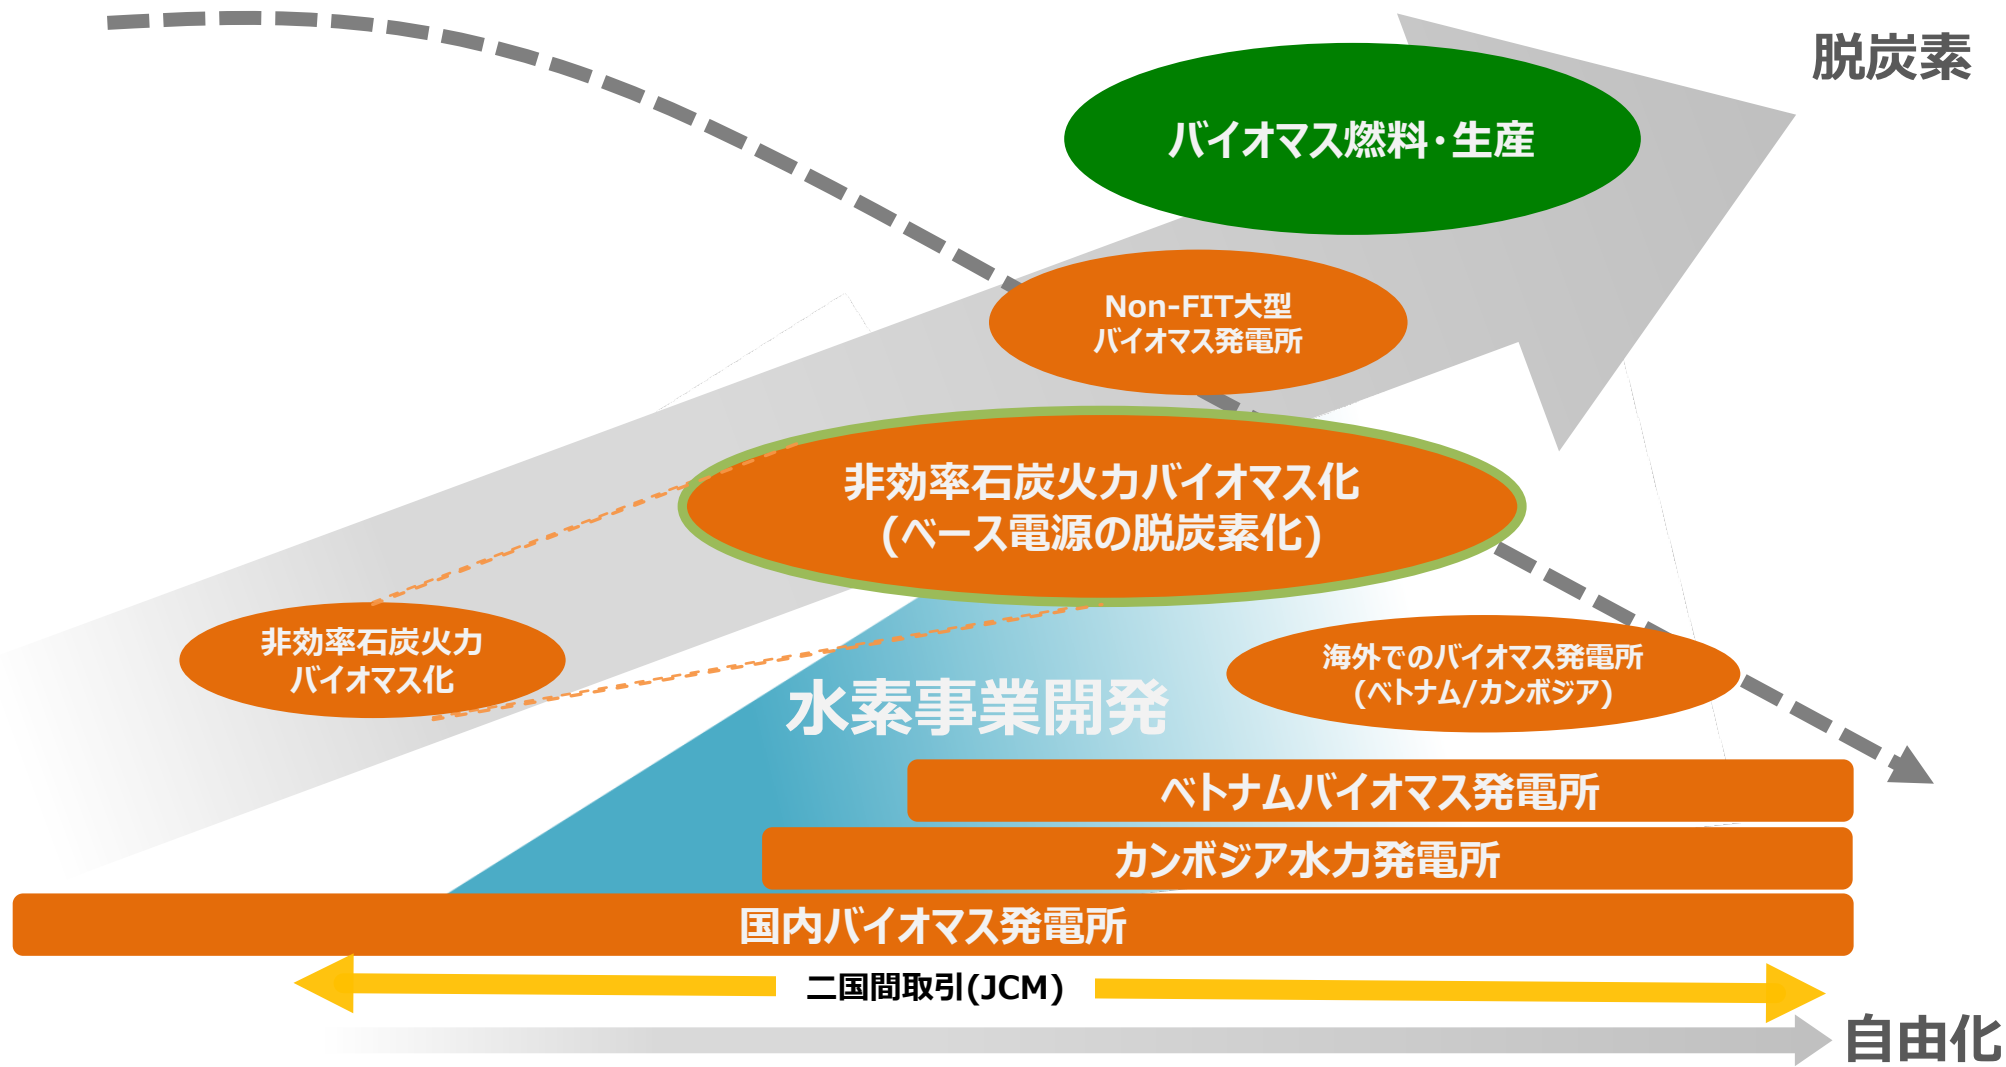 脱炭素
バイオマス燃料・生産
Non-FIT大型
バイオマス発電所
非効率石炭火力バイオマス化
(ベース電源の脱炭素化)
非効率石炭火力
バイオマス化
海外でのバイオマス発電所
(ベトナム/カンボジア)
水素事業開発
ベトナムバイオマス発電所
カンボジア水力発電所
国内バイオマス発電所
二国間取引(JCM)
自由化